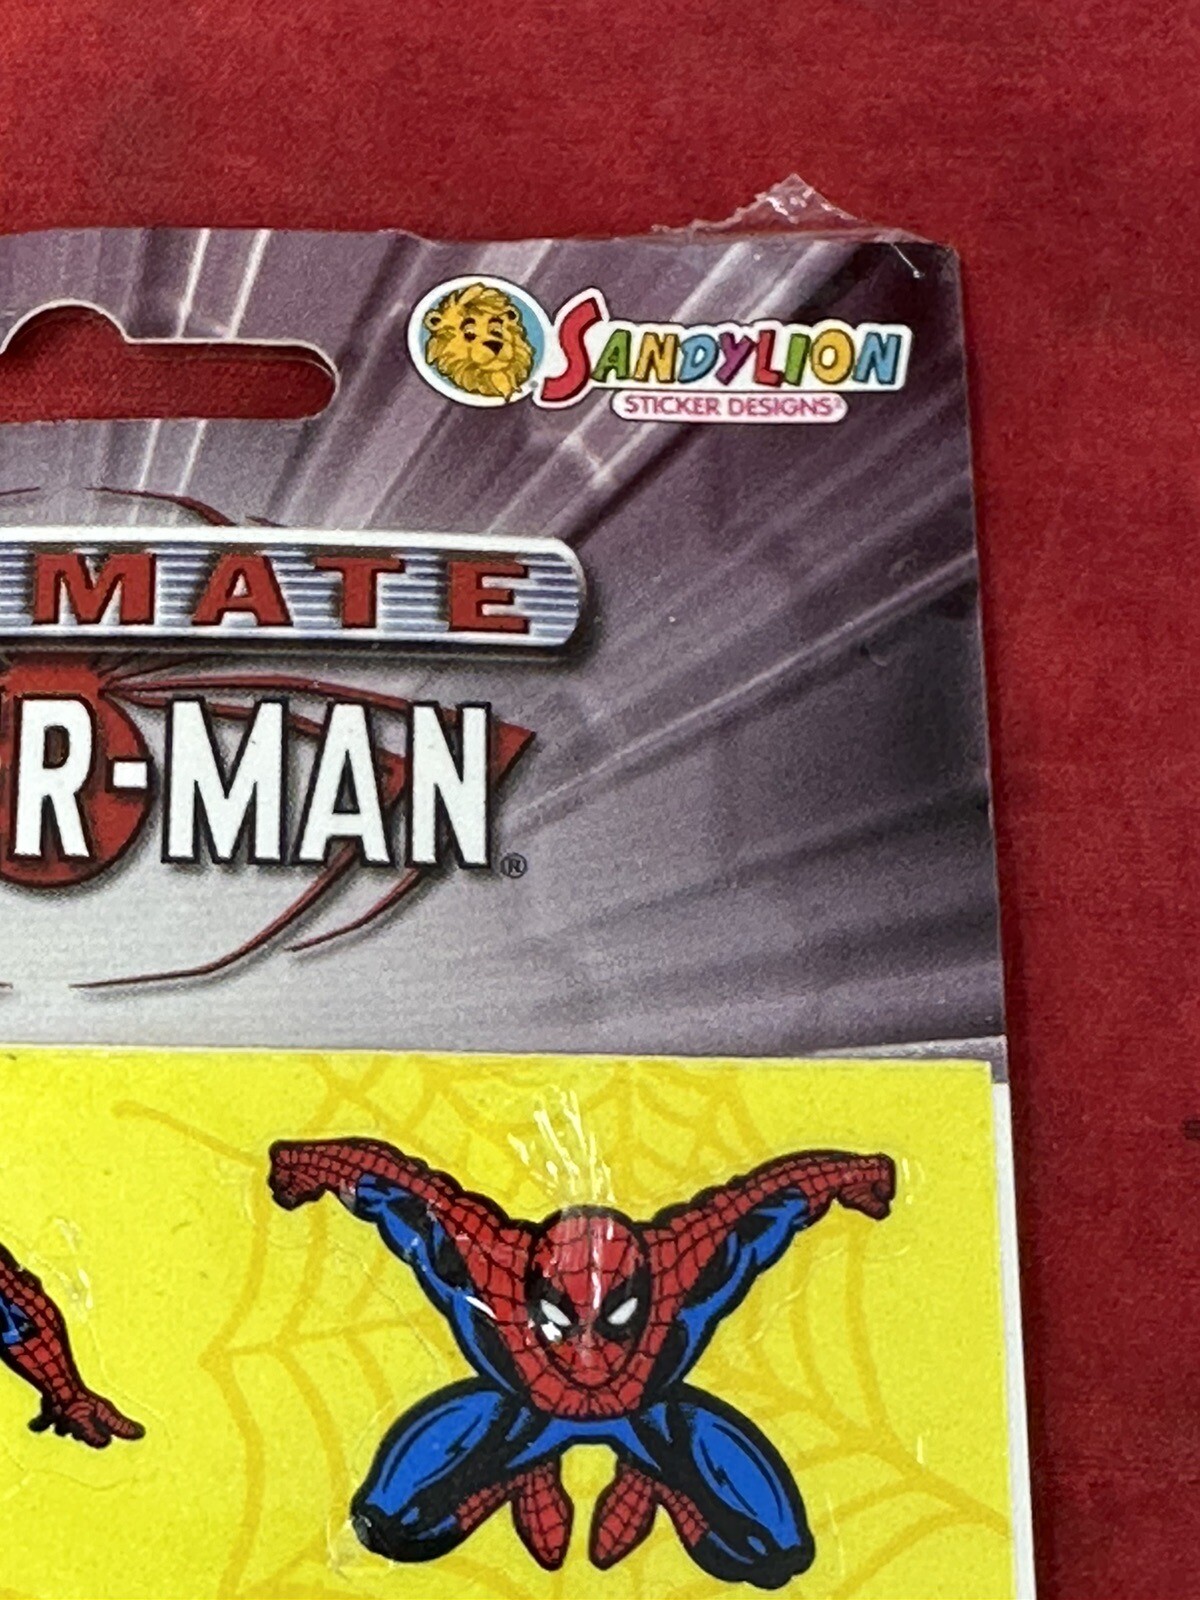 SANDYLION
STICKER DESIGNS®
MATE
R-MAN®